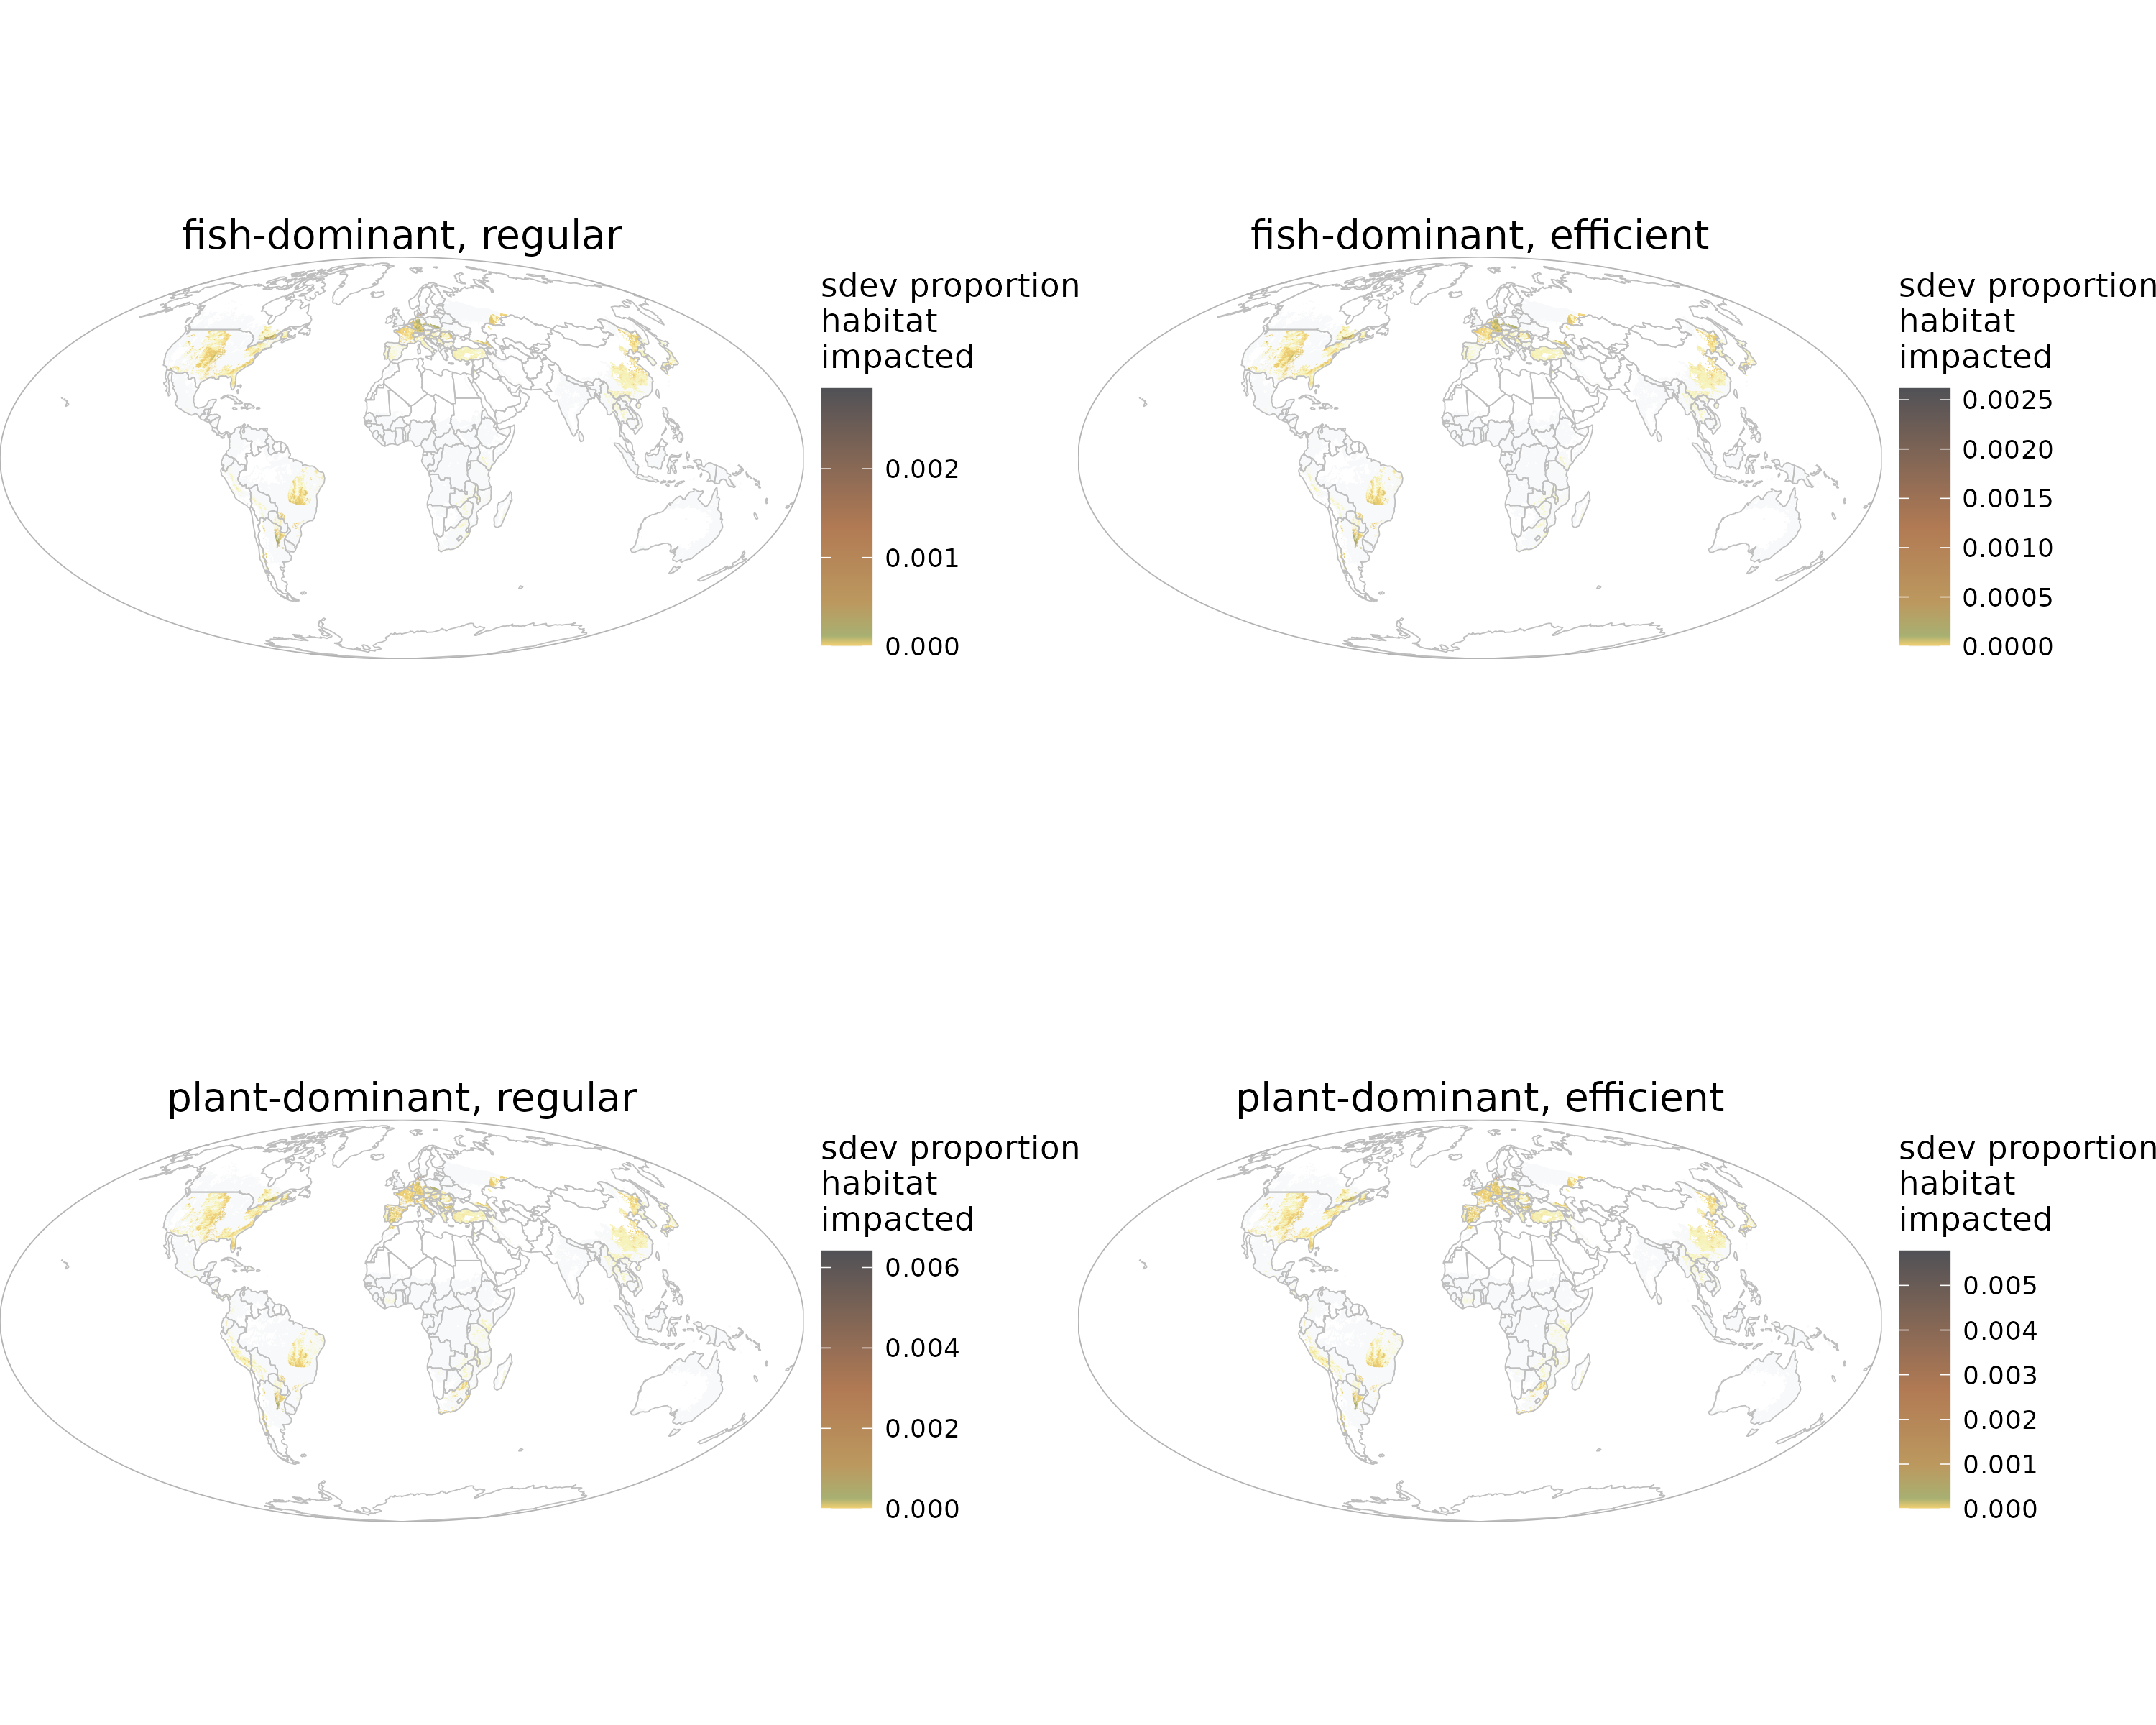 fish-dominant, regular
sdev proportion
habitat
impacted
0.002
0.001
0.000
fish-dominant, efficient
sdev proportion
habitat
impacted
0.0025
0.0020
0.0015
0.0010
0.0005
0.0000
plant-dominant, regular
sdev proportion
habitat
impacted
0.006
0.004
0.002
0.000
plant-dominant, efficient
sdev proportion
habitat
impacted
0.005
0.004
0.003
0.002
0.001
0.000